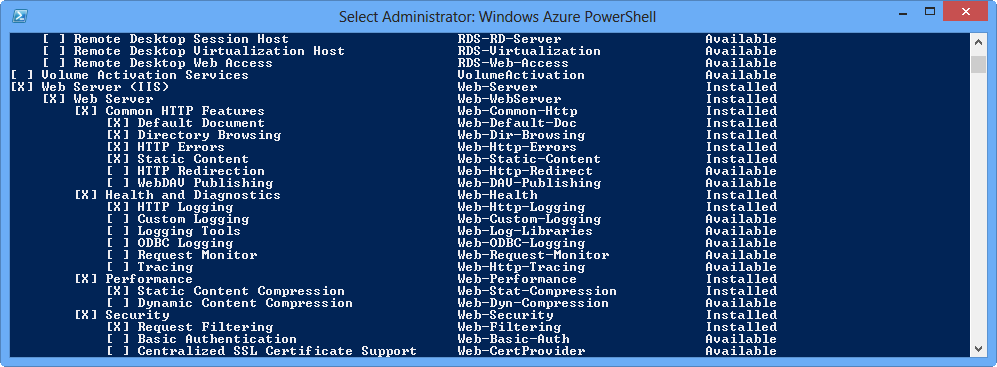 Select Administrator: Windows Azure PowerShell
[ ] Remote Desktop Session Host RDS-RD-Server Available
[ ] Remote Desktop Virtualization Host RDS-Virtualization Available
[ ] Remote Desktop Web Access RDS-Web-Access Available
[ ] Volume Activation Services VolumeActivation Available
[X] Web Server (IIS) Web-Server Installed
[X] Web Server Web-WebServer Installed
[X] Common HTTP Features Web-Common-Http Installed
[X] Default Document Web-Default-Doc Installed
[X] Directory Browsing Web-Dir-Browsing Installed
[X] HTTP Errors Web-Http-Errors Installed
[X] Static Content Web-Static-Content Installed
[ ] HTTP Redirection Web-Http-Redirect Available
[ ] WebDAV Publishing Web-DAV-Publishing Available
[X] Health and Diagnostics Web-Health Installed
[X] HTTP Logging Web-Http-Logging Installed
[ ] Custom Logging Web-Custom-Logging Available
[ ] Logging Tools Web-Log-Libraries Available
[ ] ODBC Logging Web-ODBC-Logging Available
[ ] Request Monitor Web-Request-Monitor Available
[ ] Tracing Web-Http-Tracing Available
[X] Performance Web-Performance Installed
[X] Static Content Compression Web-Stat-Compression Installed
[ ] Dynamic Content Compression Web-Dyn-Compression Available
[X] Security Web-Security Installed
[X] Request Filtering Web-Filtering Installed
[ ] Basic Authentication Web-Basic-Auth Available
[ ] Centralized SSL Certificate Support Web-CertProvider Available